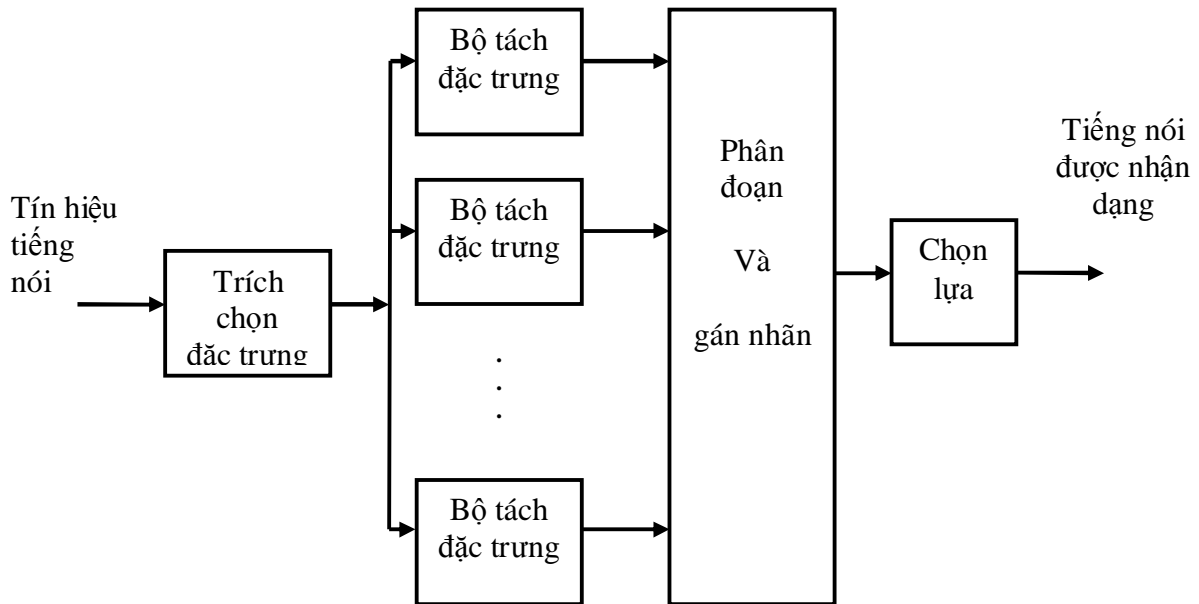 Tín hiệu
tiếng
nói
Trích
chọn
đặc trưng
Bộ tách
đặc trưng
Bộ tách
đặc trưng
.
.
.
Bộ tách
đặc trưng
Phân
đoạn
Và
gán nhãn
Chọn
lựa
Tiếng nói
được nhận
dạng